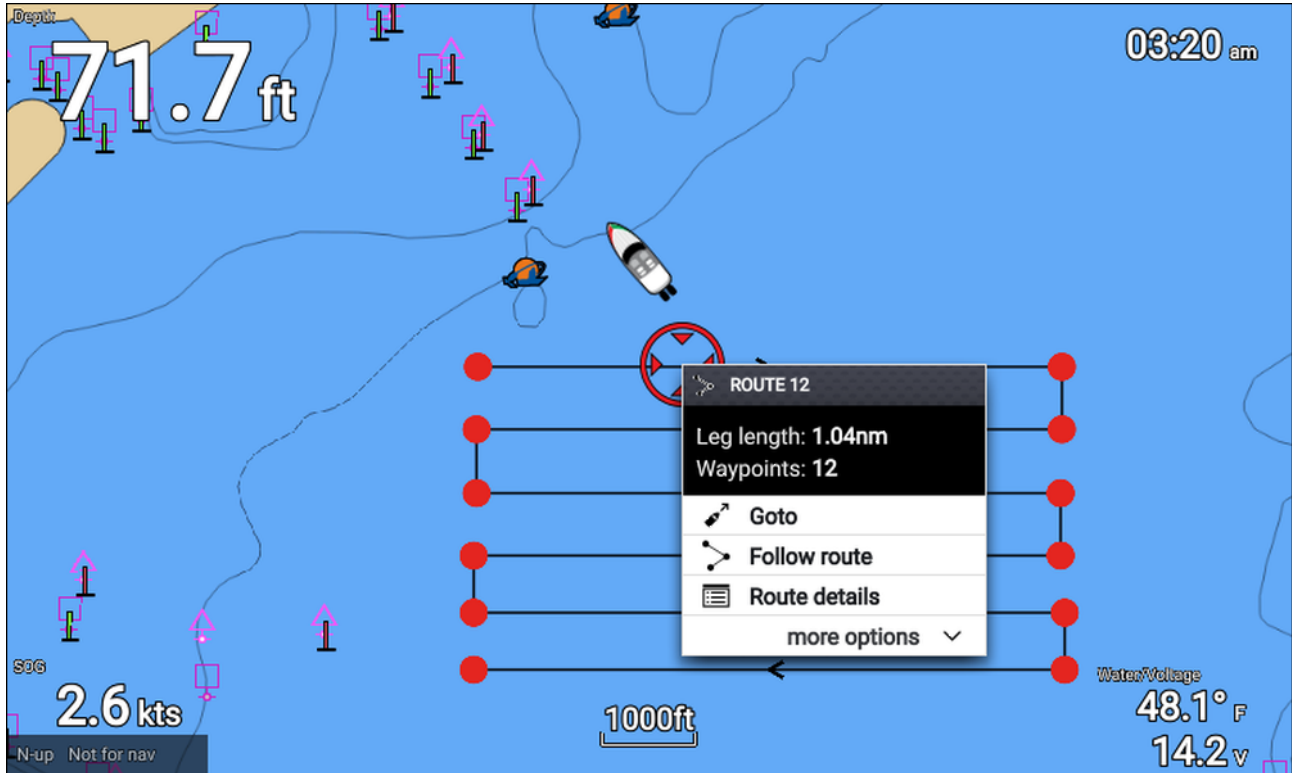 Depth
71.7 ft
03:20 am
ROUTE 12
Leg length: 1.04nm
Waypoints: 12
Goto
Follow route
Route details
more options
SOG
2.6 kts
N-up Not for nav
1000ft
Water/Voltage
48.1° F
14.2 v